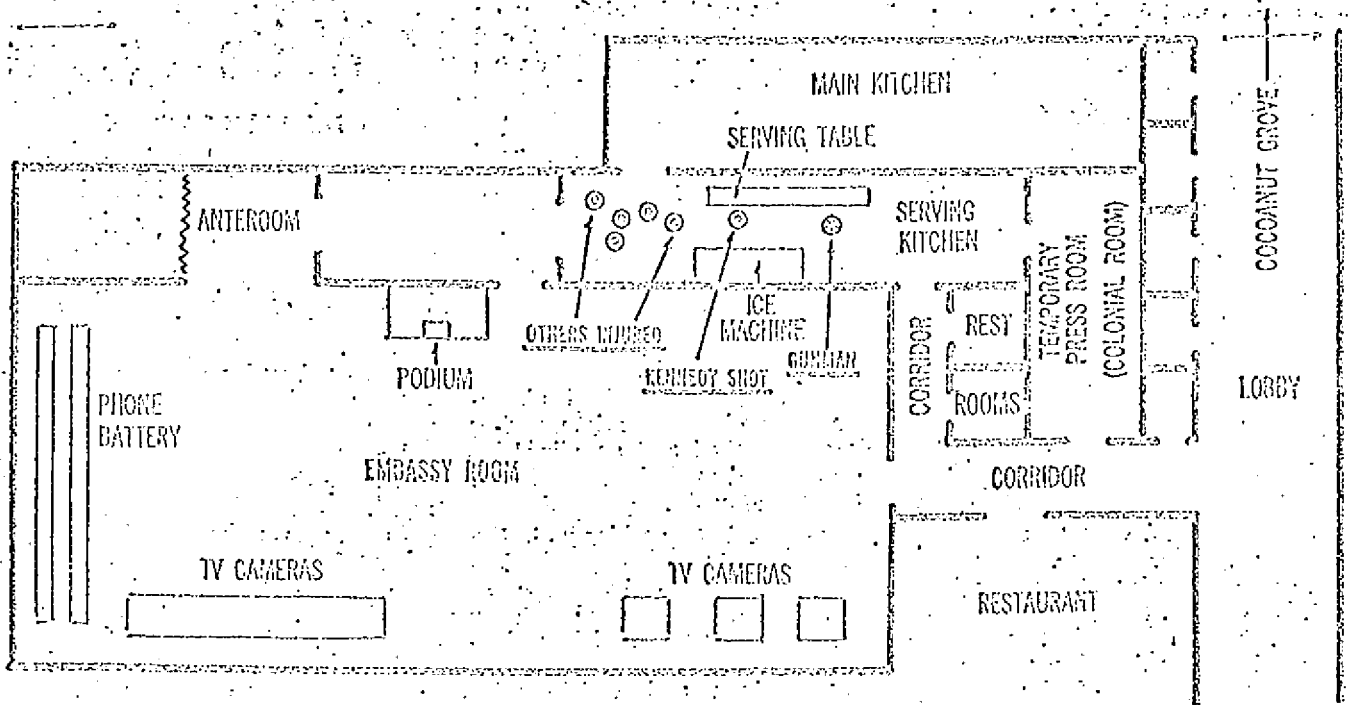 MAIN KITCHEN
SERVING TABLE
COCOANUT GROVE
ANTEROOM
SERVING
KITCHEN
TEMPORARY
PRESS ROOM
(COLONIAL ROOM)
OTHERS INJURED
ICE
MACHINE
KENNEDY SHOT
GUNMAN
CORRIDOR
REST
ROOMS
PODIUM
PHONE
BATTERY
LOBBY
EMBASSY ROOM
CORRIDOR
TV CAMERAS
TV CAMERAS
RESTAURANT